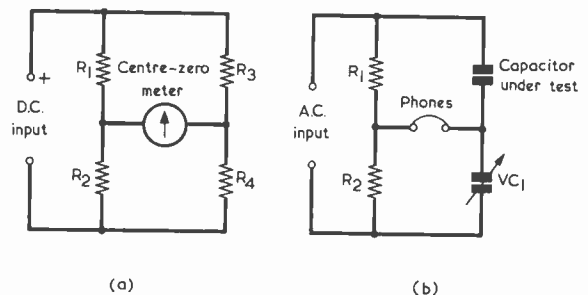 +
D.C.
input
R1
R2
Centre-zero
meter
R3
R4
(a)
A.C.
input
R1
R2
Phones
Capacitor
under test
VC1
(b)